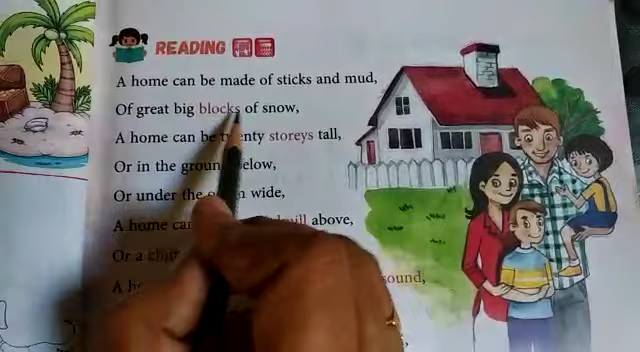 READING
A home can be made of sticks and mud,
Of great big blocks of snow,
A home can be twenty storeys tall,
Or in the ground below,
Or under the wide,
A home can above,
Or a
A sound,